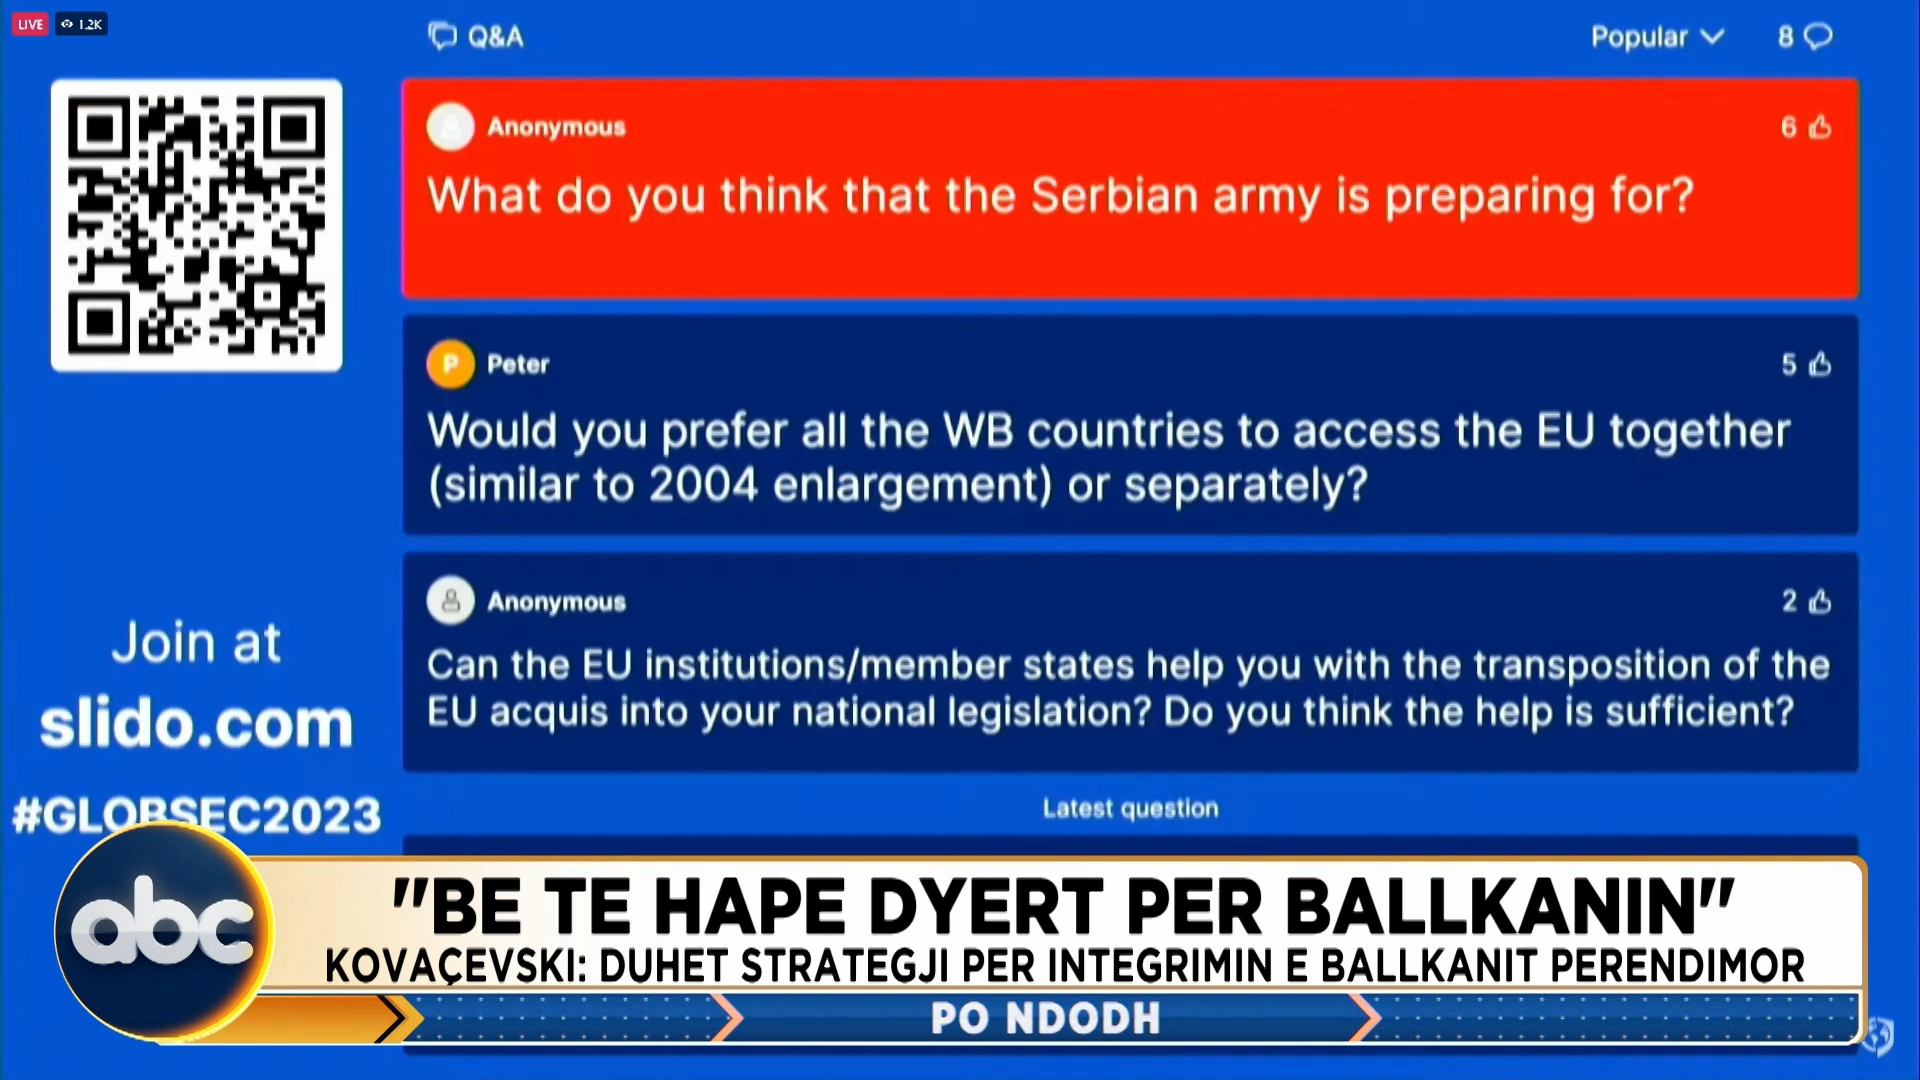 LIVE
1.2K
Q&A
Popular
8
Anonymous
6
What do you think that the Serbian army is preparing for?
P
Peter
5
Would you prefer all the WB countries to access the EU together
(similar to 2004 enlargement) or separately?
Anonymous
2
Can the EU institutions/member states help you with the transposition of the
EU acquis into your national legislation? Do you think the help is sufficient?
Latest question
Join at
slido.com
#GLOBSEC2023
abc
"BE TE HAPE DYERT PER BALLKANIN"
KOVAÇEVSKI: DUHET STRATEGJI PER INTEGRIMIN E BALLKANIT PERENDIMOR
PO NDODH